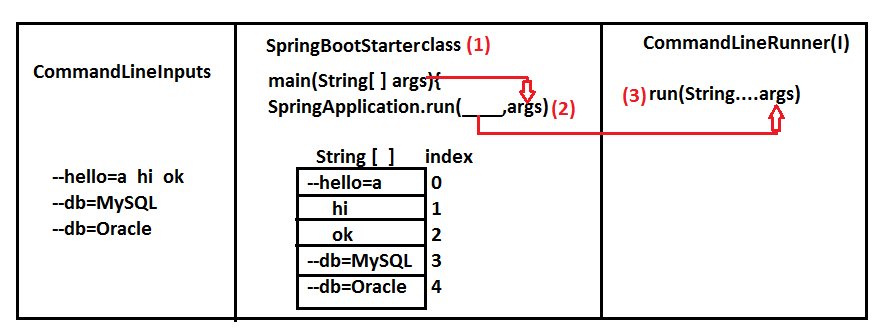 CommandLineInputs
--hello=a hi ok
--db=MySQL
--db=Oracle
SpringBootStarterclass (1)
main(String[ ] args){
SpringApplication.run(____,args) (2)
String [ ] index
--hello=a 0
hi 1
ok 2
--db=MySQL 3
--db=Oracle 4
CommandLineRunner(I)
(3) run(String....args)